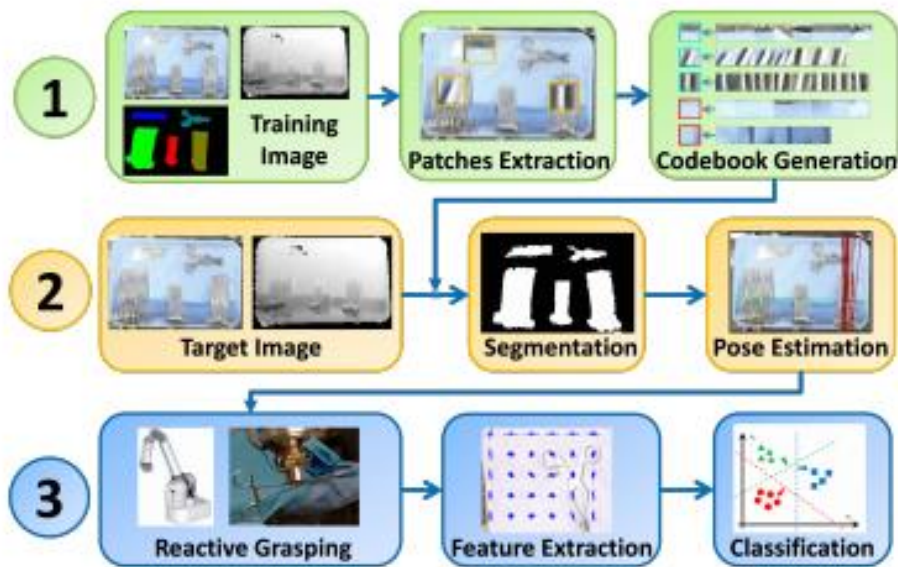 1
Training
Image
Patches Extraction
Codebook Generation
2
Target Image
Segmentation
Pose Estimation
3
Reactive Grasping
Feature Extraction
Classification